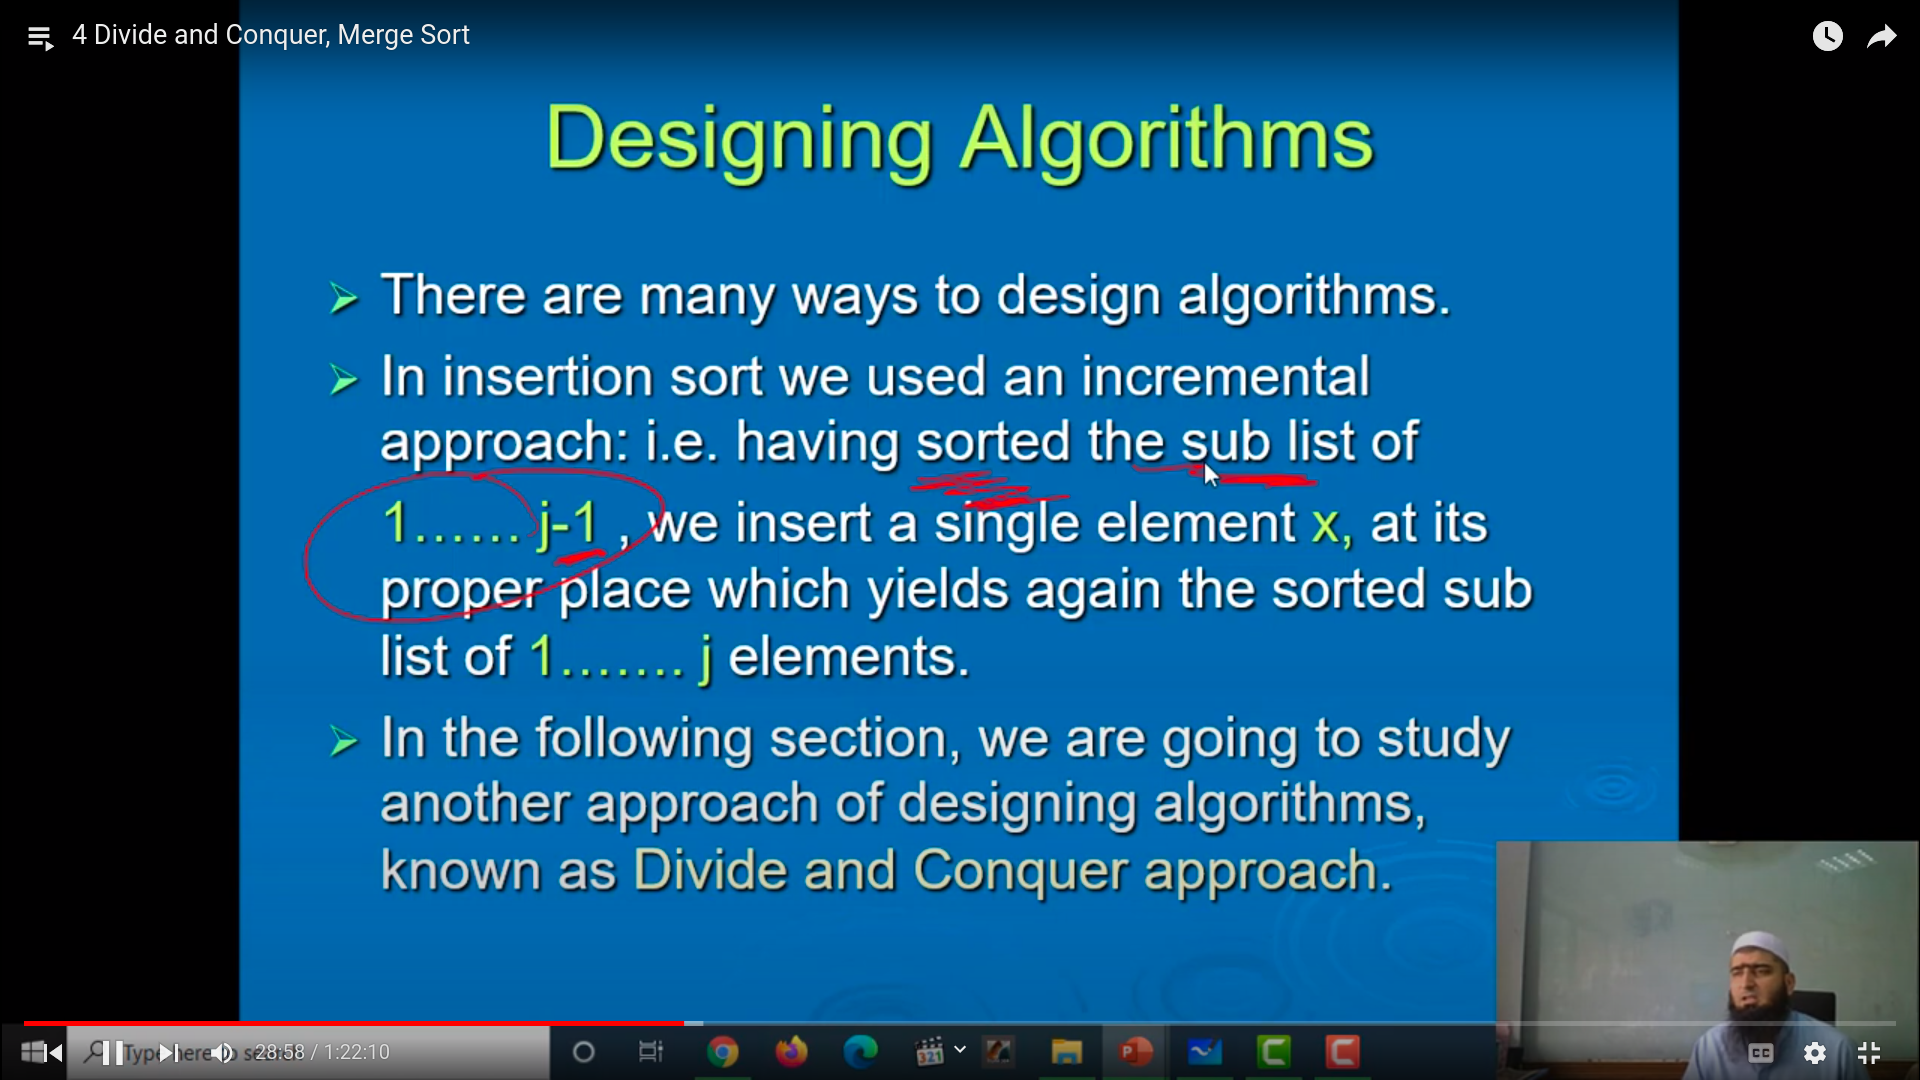 4 Divide and Conquer, Merge Sort
Designing Algorithms
There are many ways to design algorithms.
In insertion sort we used an incremental
approach: i.e. having sorted the sub list of
1...... j-1 , we insert a single element x, at its
proper place which yields again the sorted sub
list of 1....... j elements.
In the following section, we are going to study
another approach of designing algorithms,
known as Divide and Conquer approach.
Type here to
28:58 / 1:22:10
321
P
CC